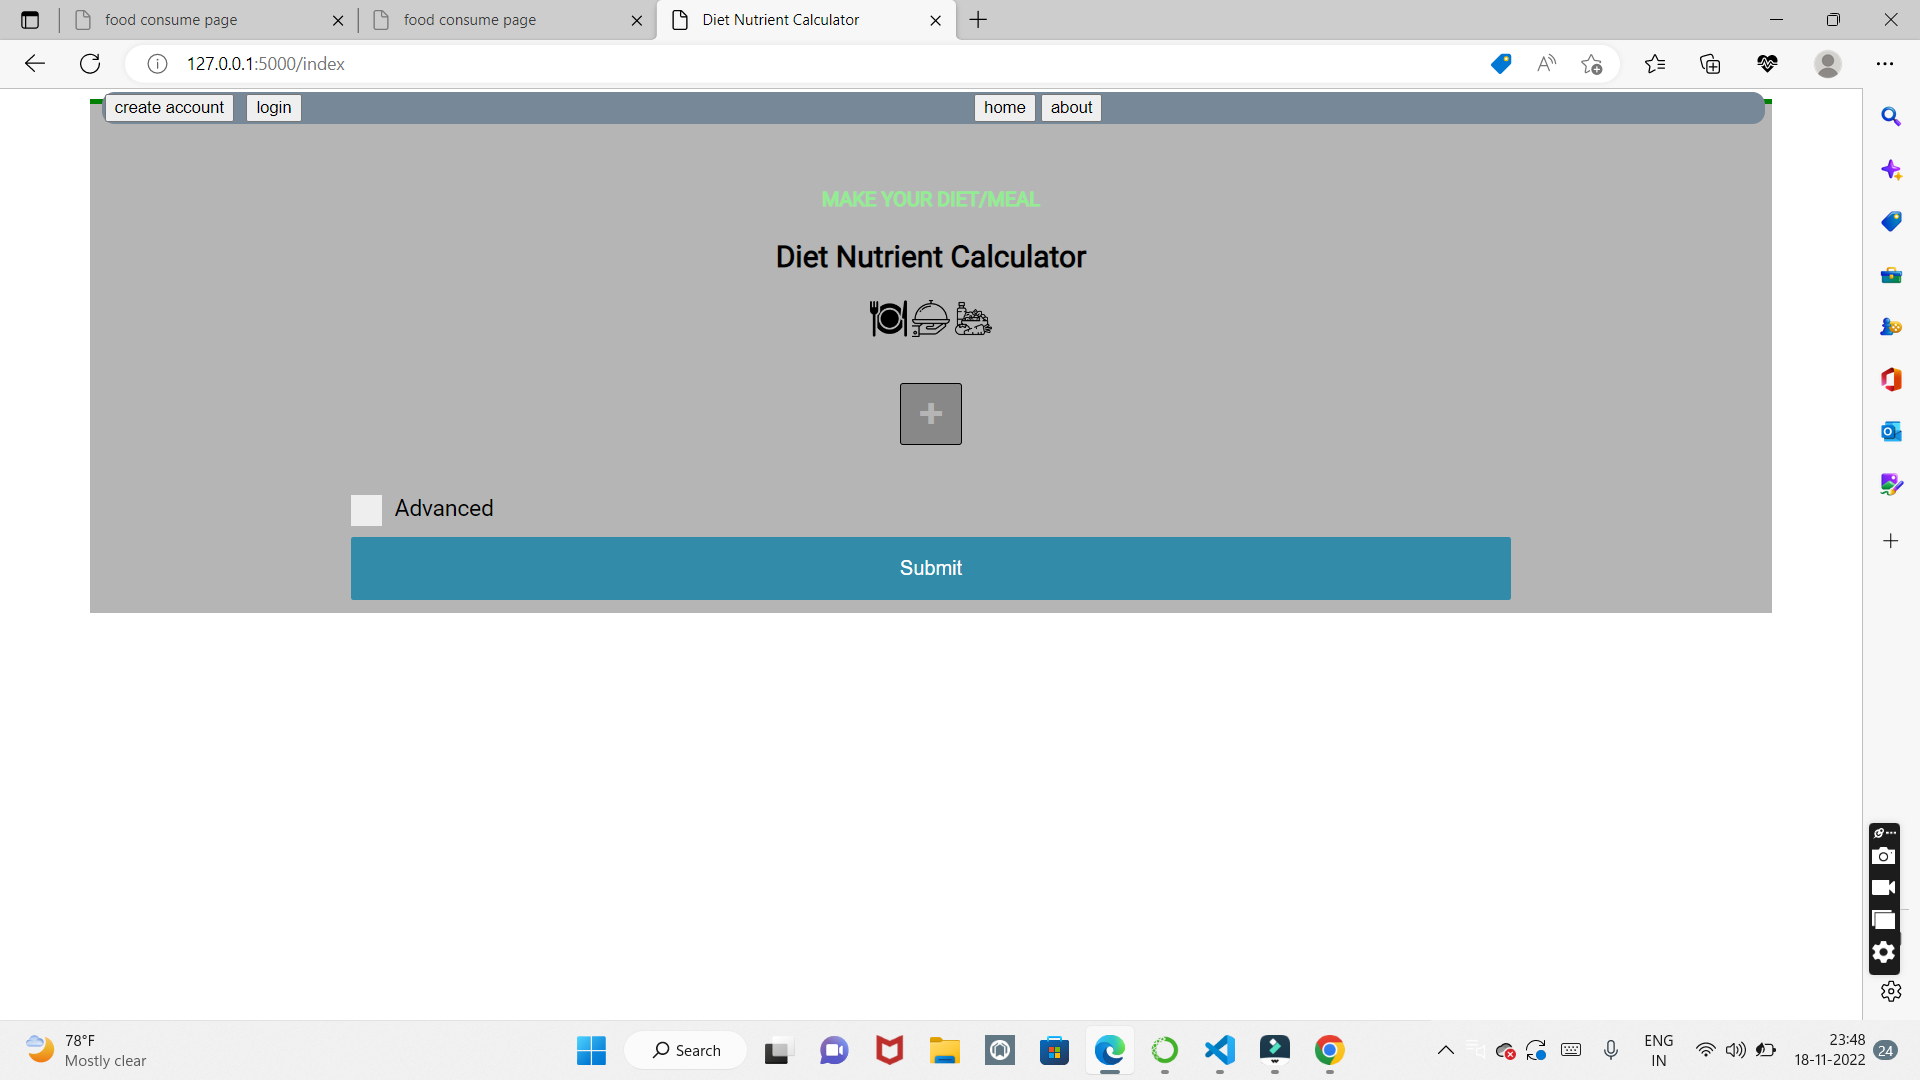 food consume page
food consume page
Diet Nutrient Calculator
127.0.0.1:5000/index
create account
login
home
about
MAKE YOUR DIET/MEAL
Diet Nutrient Calculator
+
Advanced
Submit
78°F
Mostly clear
Search
ENG
IN
23:48
18-11-2022
24